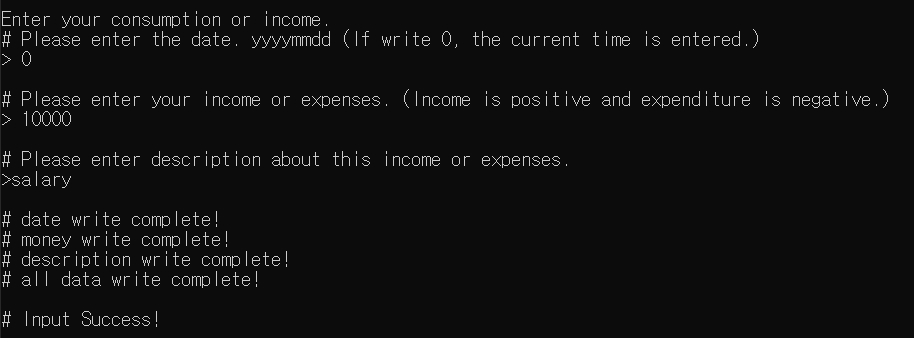 Enter your consumption or income.
# Please enter the date. yyyymmdd (If write 0, the current time is entered.)
> 0
# Please enter your income or expenses. (Income is positive and expenditure is negative.)
> 10000
# Please enter description about this income or expenses.
>salary
# date write complete!
# money write complete!
# description write complete!
# all data write complete!
# Input Success!